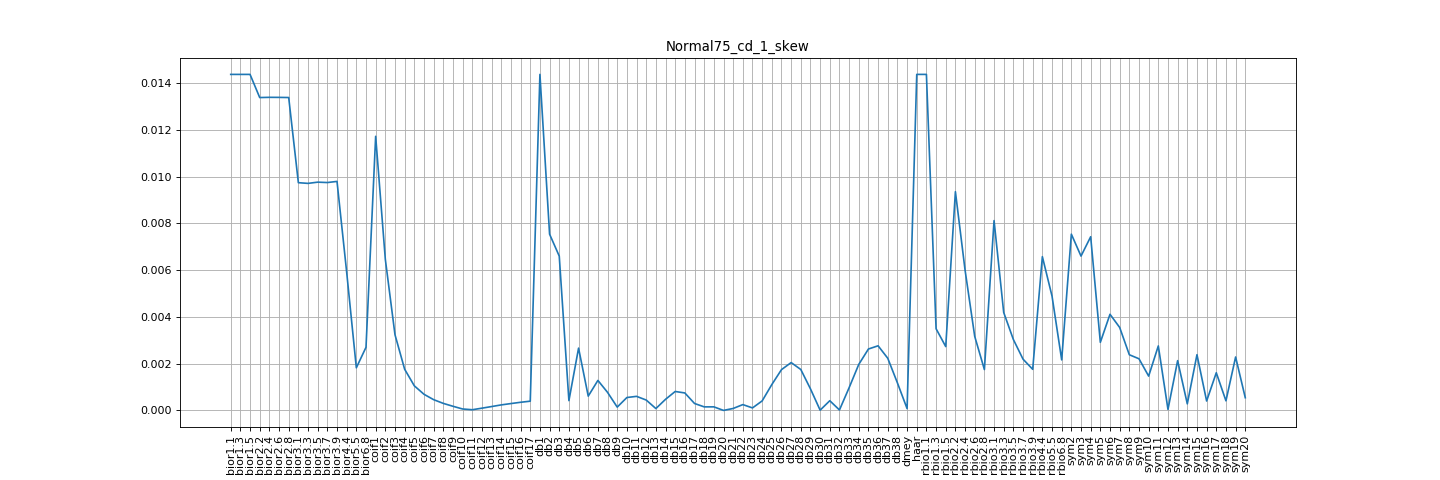 Normal75_cd_1_skew
0.014
0.012
0.010
0.008
0.006
0.004
0.002
0.000
bior1.1
bior1.3
bior1.5
bior2.2
bior2.4
bior2.6
bior2.8
bior3.1
bior3.3
bior3.5
bior3.7
bior3.9
bior4.4
bior5.5
bior6.8
coif1
coif2
coif3
coif4
coif5
coif6
coif7
coif8
coif9
coif10
coif11
coif12
coif13
coif14
coif15
coif16
coif17
db1
db2
db3
db4
db5
db6
db7
db8
db9
db10
db11
db12
db13
db14
db15
db16
db17
db18
db19
db20
db21
db22
db23
db24
db25
db26
db27
db28
db29
db30
db31
db32
db33
db34
db35
db36
db37
db38
dmey
haar
rbio1.1
rbio1.3
rbio1.5
rbio2.2
rbio2.4
rbio2.6
rbio2.8
rbio3.1
rbio3.3
rbio3.5
rbio3.7
rbio3.9
rbio4.4
rbio5.5
rbio6.8
sym2
sym3
sym4
sym5
sym6
sym7
sym8
sym9
sym10
sym11
sym12
sym13
sym14
sym15
sym16
sym17
sym18
sym19
sym20